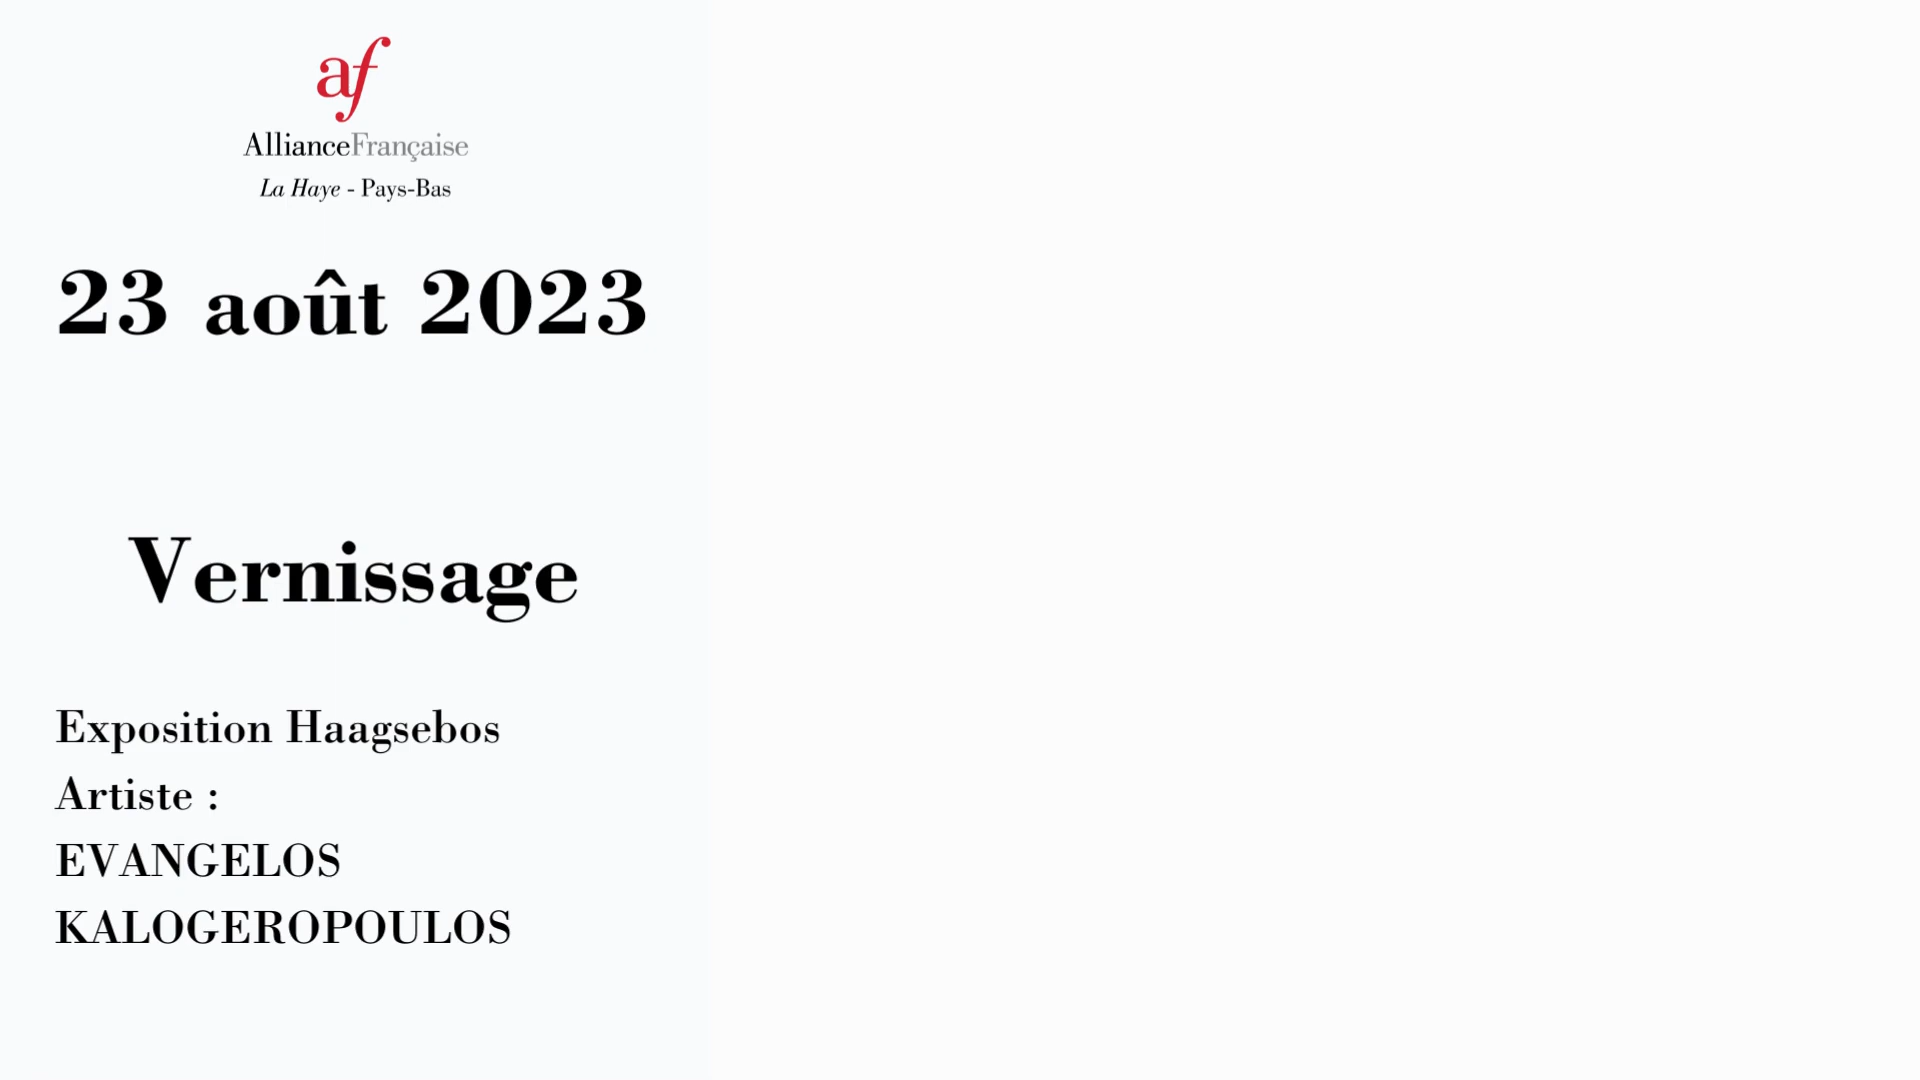 af
AllianceFrançaise
La Haye - Pays-Bas
23 août 2023
Vernissage
Exposition Haagsebos
Artiste :
EVANGELOS
KALOGEROPOULOS